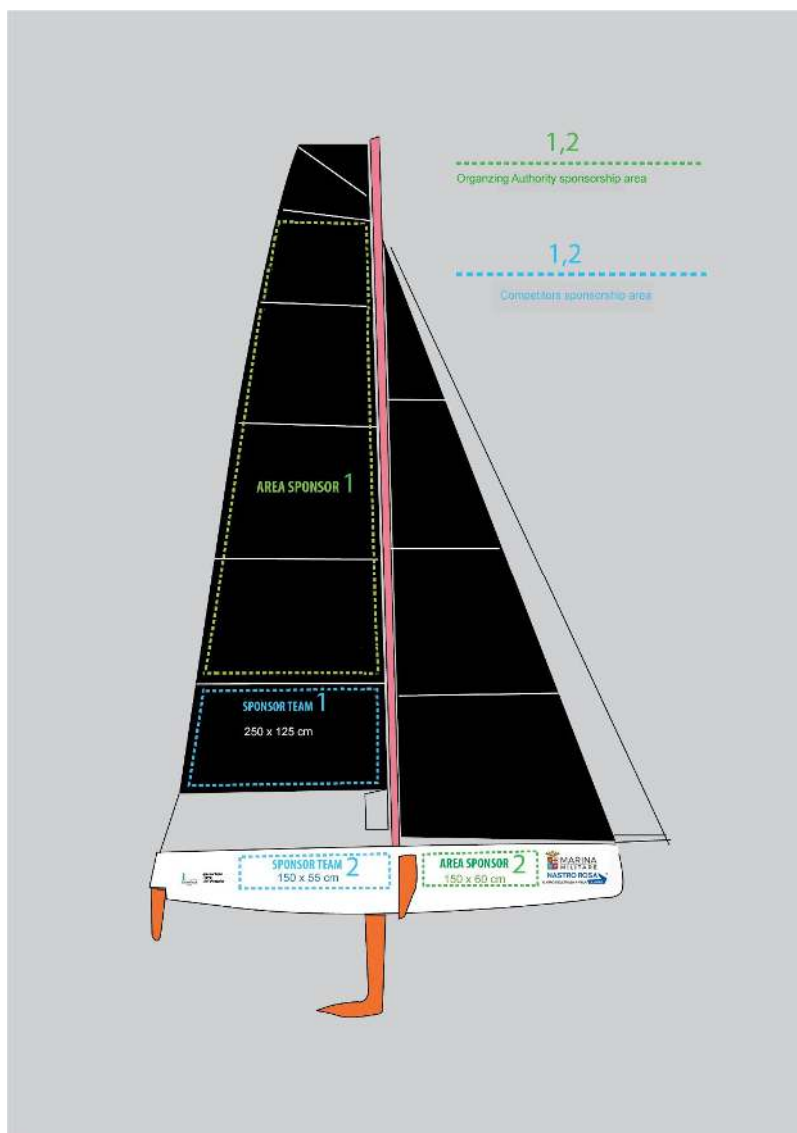 1,2
Organzing Authority sponsorship area
1,2
Competitors sponsorship area
AREA SPONSOR 1
SPONSOR TEAM 1
250 x 125 cm
SPONSOR TEAM 2
150 x 55 cm
AREA SPONSOR 2
150 x 60 cm
MARINA
MILITARE
NASTRO ROSA